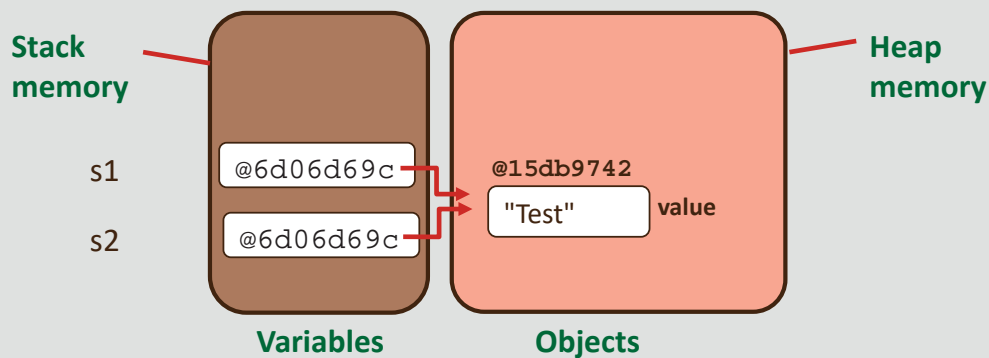 Stack
memory
Heap
memory
s1
@6d06d69c
@15db9742
"Test"
value
s2
@6d06d69c
Variables
Objects